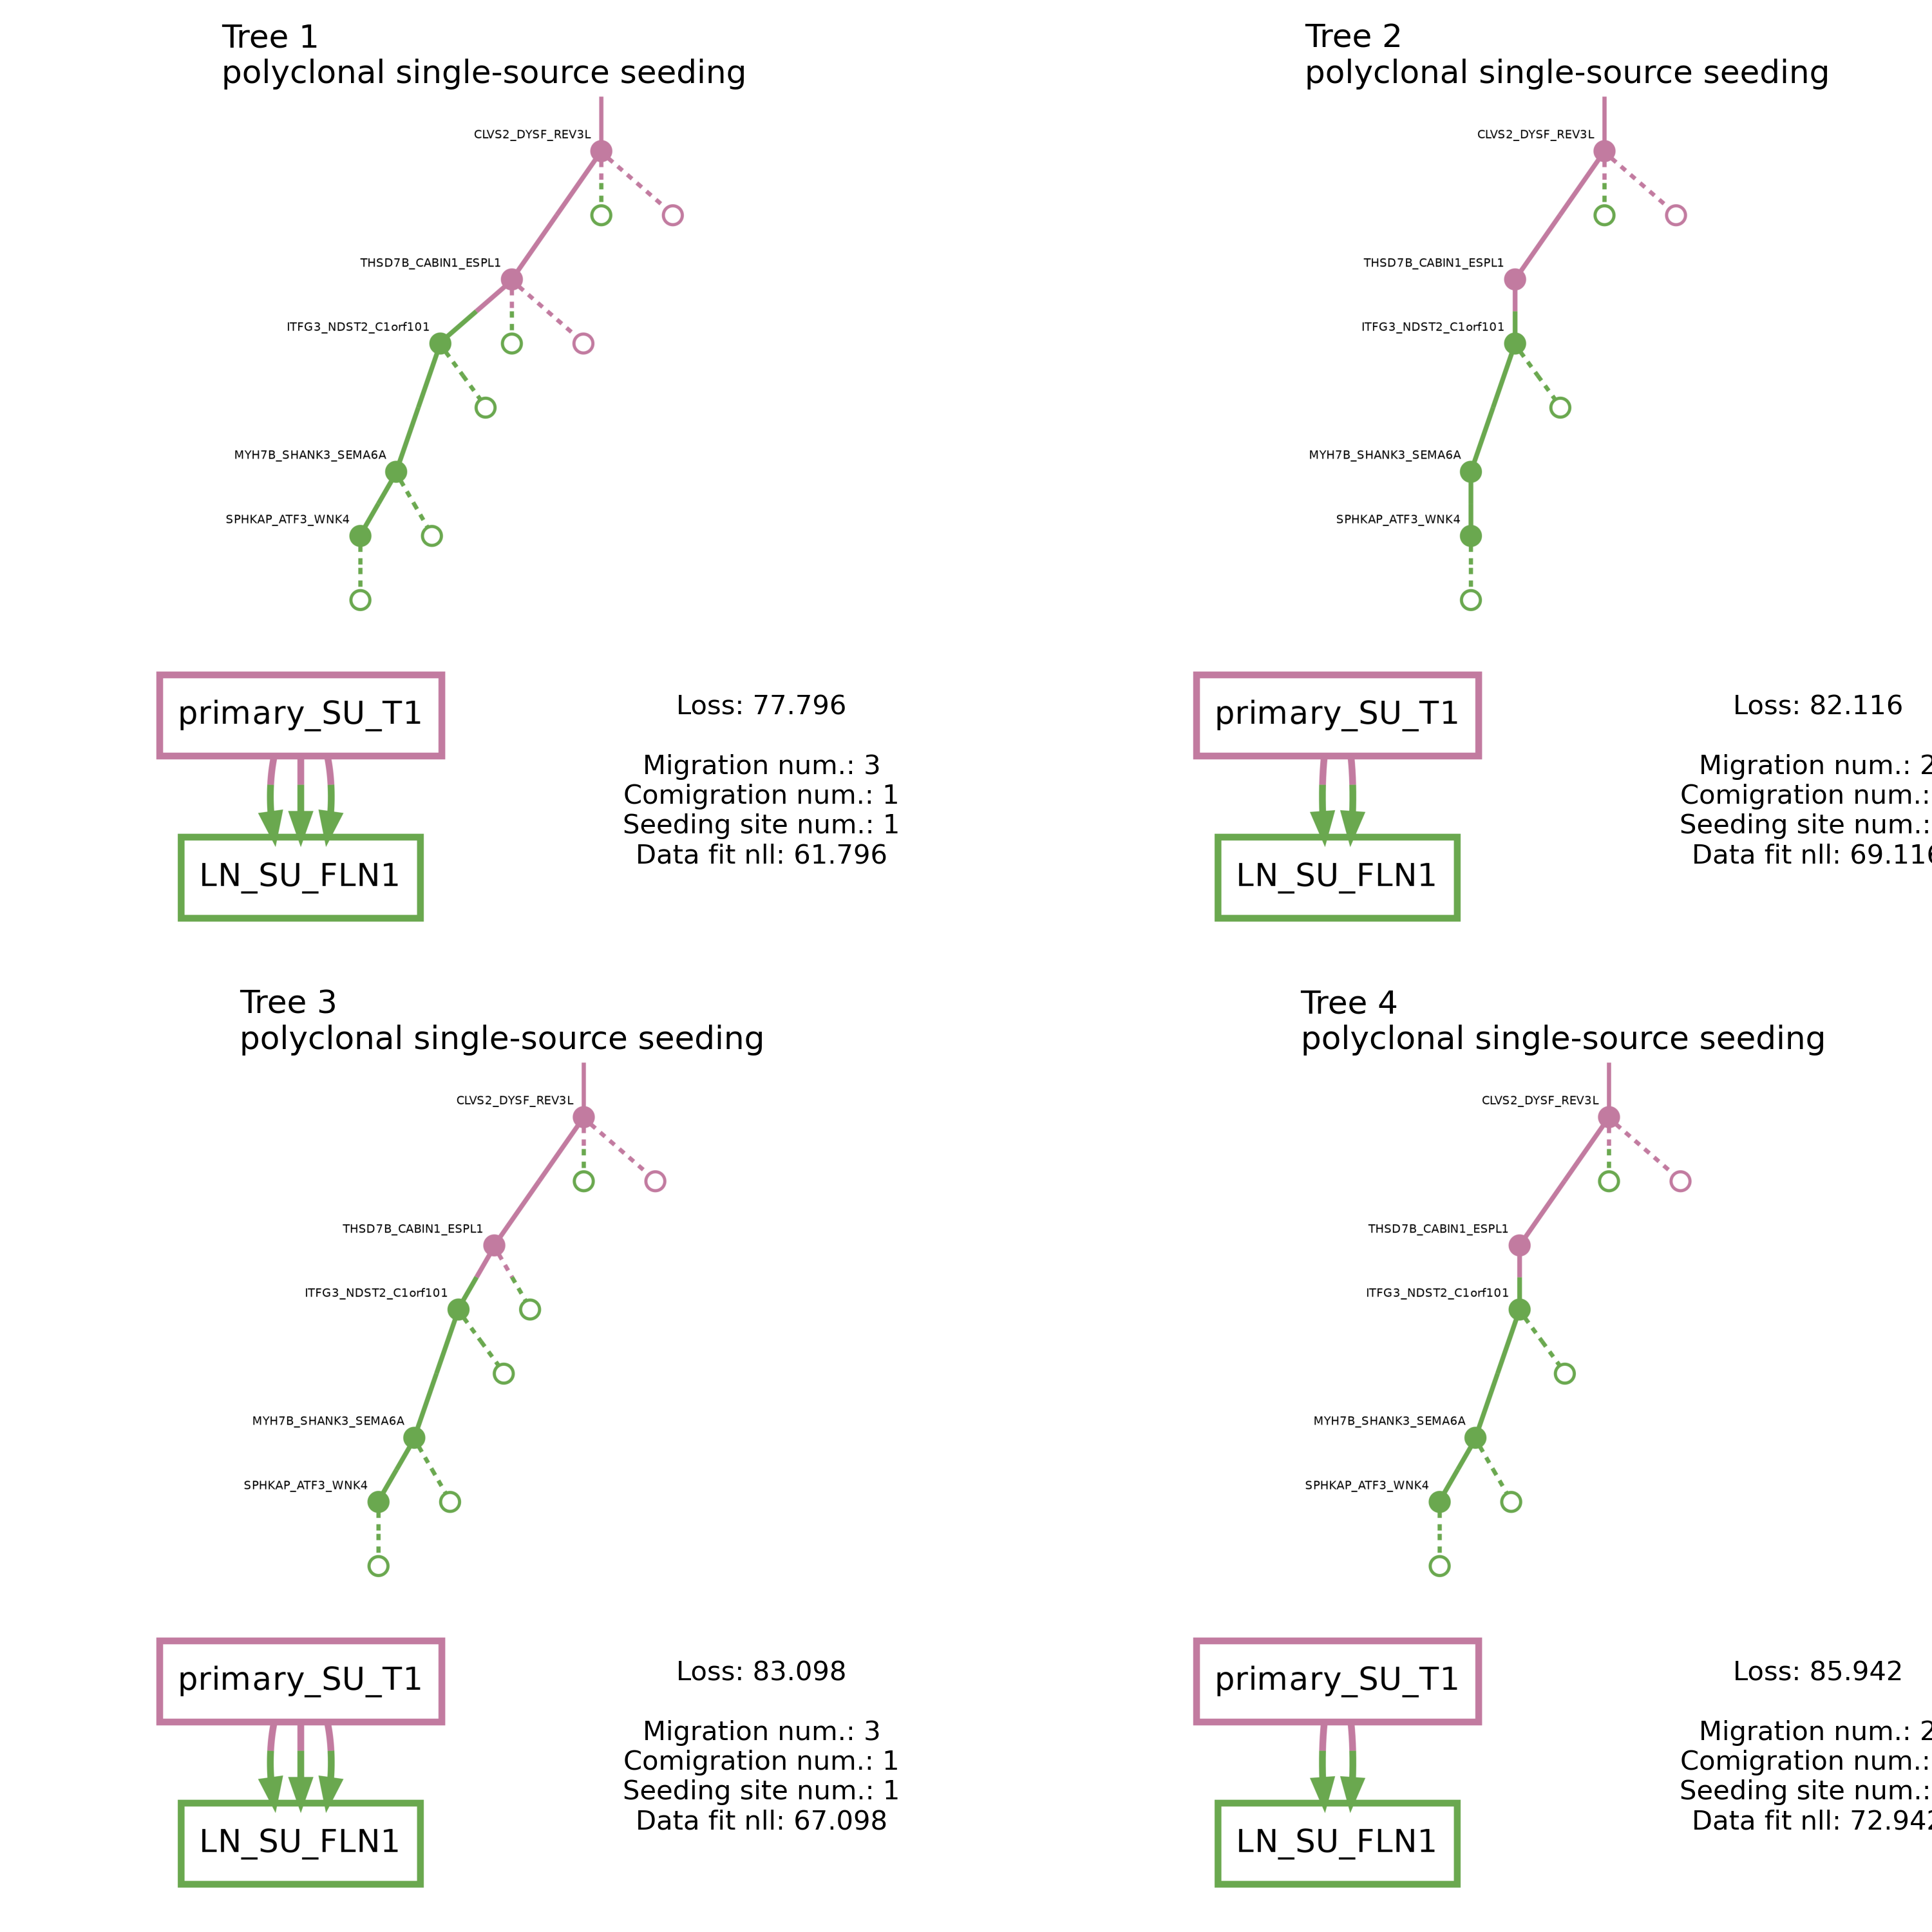 Tree 1
polyclonal single-source seeding
CLVS2_DYSF_REV3L
THSD7B_CABIN1_ESPL1
ITFG3_NDST2_C1orf101
MYH7B_SHANK3_SEMA6A
SPHKAP_ATF3_WNK4
primary_SU_T1
LN_SU_FLN1
Loss: 77.796
Migration num.: 3
Comigration num.: 1
Seeding site num.: 1
Data fit nll: 61.796
Tree 2
polyclonal single-source seeding
CLVS2_DYSF_REV3L
THSD7B_CABIN1_ESPL1
ITFG3_NDST2_C1orf101
MYH7B_SHANK3_SEMA6A
SPHKAP_ATF3_WNK4
primary_SU_T1
LN_SU_FLN1
Loss: 82.116
Migration num.: 2
Comigration num.:
Seeding site num.:
Data fit nll: 69.116
Tree 3
polyclonal single-source seeding
CLVS2_DYSF_REV3L
THSD7B_CABIN1_ESPL1
ITFG3_NDST2_C1orf101
MYH7B_SHANK3_SEMA6A
SPHKAP_ATF3_WNK4
primary_SU_T1
LN_SU_FLN1
Loss: 83.098
Migration num.: 3
Comigration num.: 1
Seeding site num.: 1
Data fit nll: 67.098
Tree 4
polyclonal single-source seeding
CLVS2_DYSF_REV3L
THSD7B_CABIN1_ESPL1
ITFG3_NDST2_C1orf101
MYH7B_SHANK3_SEMA6A
SPHKAP_ATF3_WNK4
primary_SU_T1
LN_SU_FLN1
Loss: 85.942
Migration num.: 2
Comigration num.:
Seeding site num.:
Data fit nll: 72.942